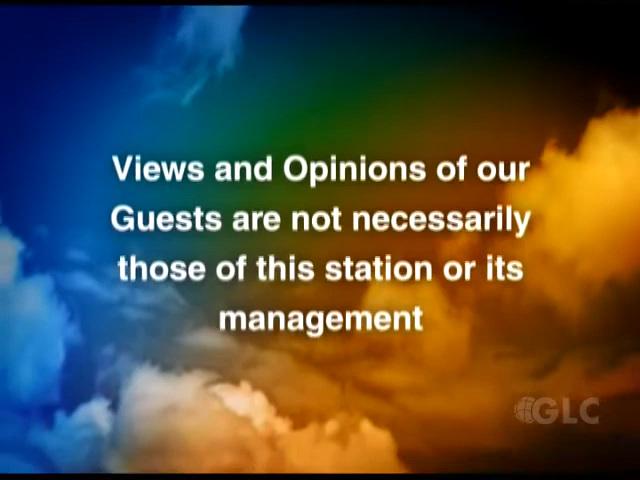 Views and Opinions of our
Guests are not necessarily
those of this station or its
management
GLC